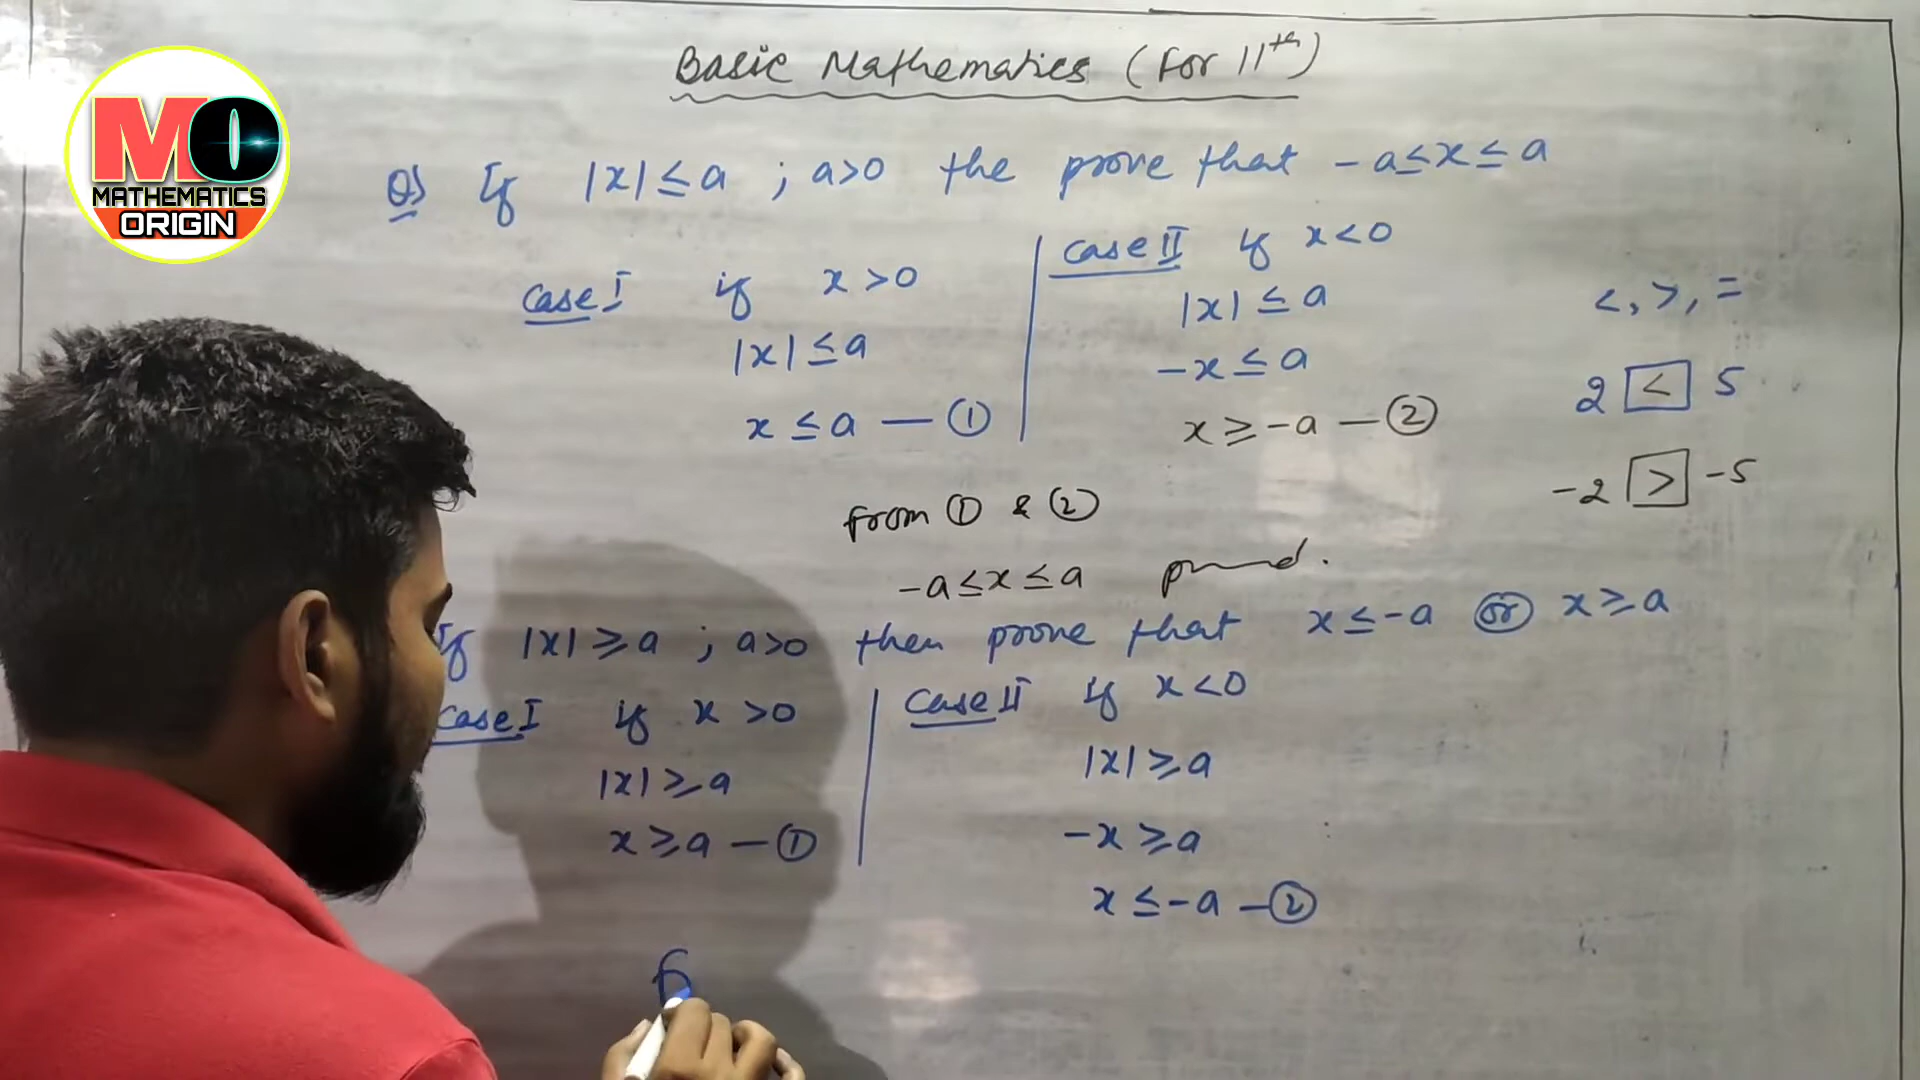 MO
MATHEMATICS
ORIGIN
Basic Mathematics (For 11th)
Q) If |x| ≤ a ; a>0 the prove that -a≤x≤a
Case I if x >0
|x| ≤ a
x ≤ a — ①
Case II if x<0
|x| ≤ a
-x ≤ a
x ≥ -a — ②
<, >, =
2 < 5
-2 > -5
from ① & ②
-a≤x≤a proved.
If |x| ≥ a ; a>0 then prove that x≤-a or x≥a
Case I if x >0
|x| ≥ a
x ≥ a — ①
Case II if x<0
|x| ≥ a
-x ≥ a
x ≤ -a — ②